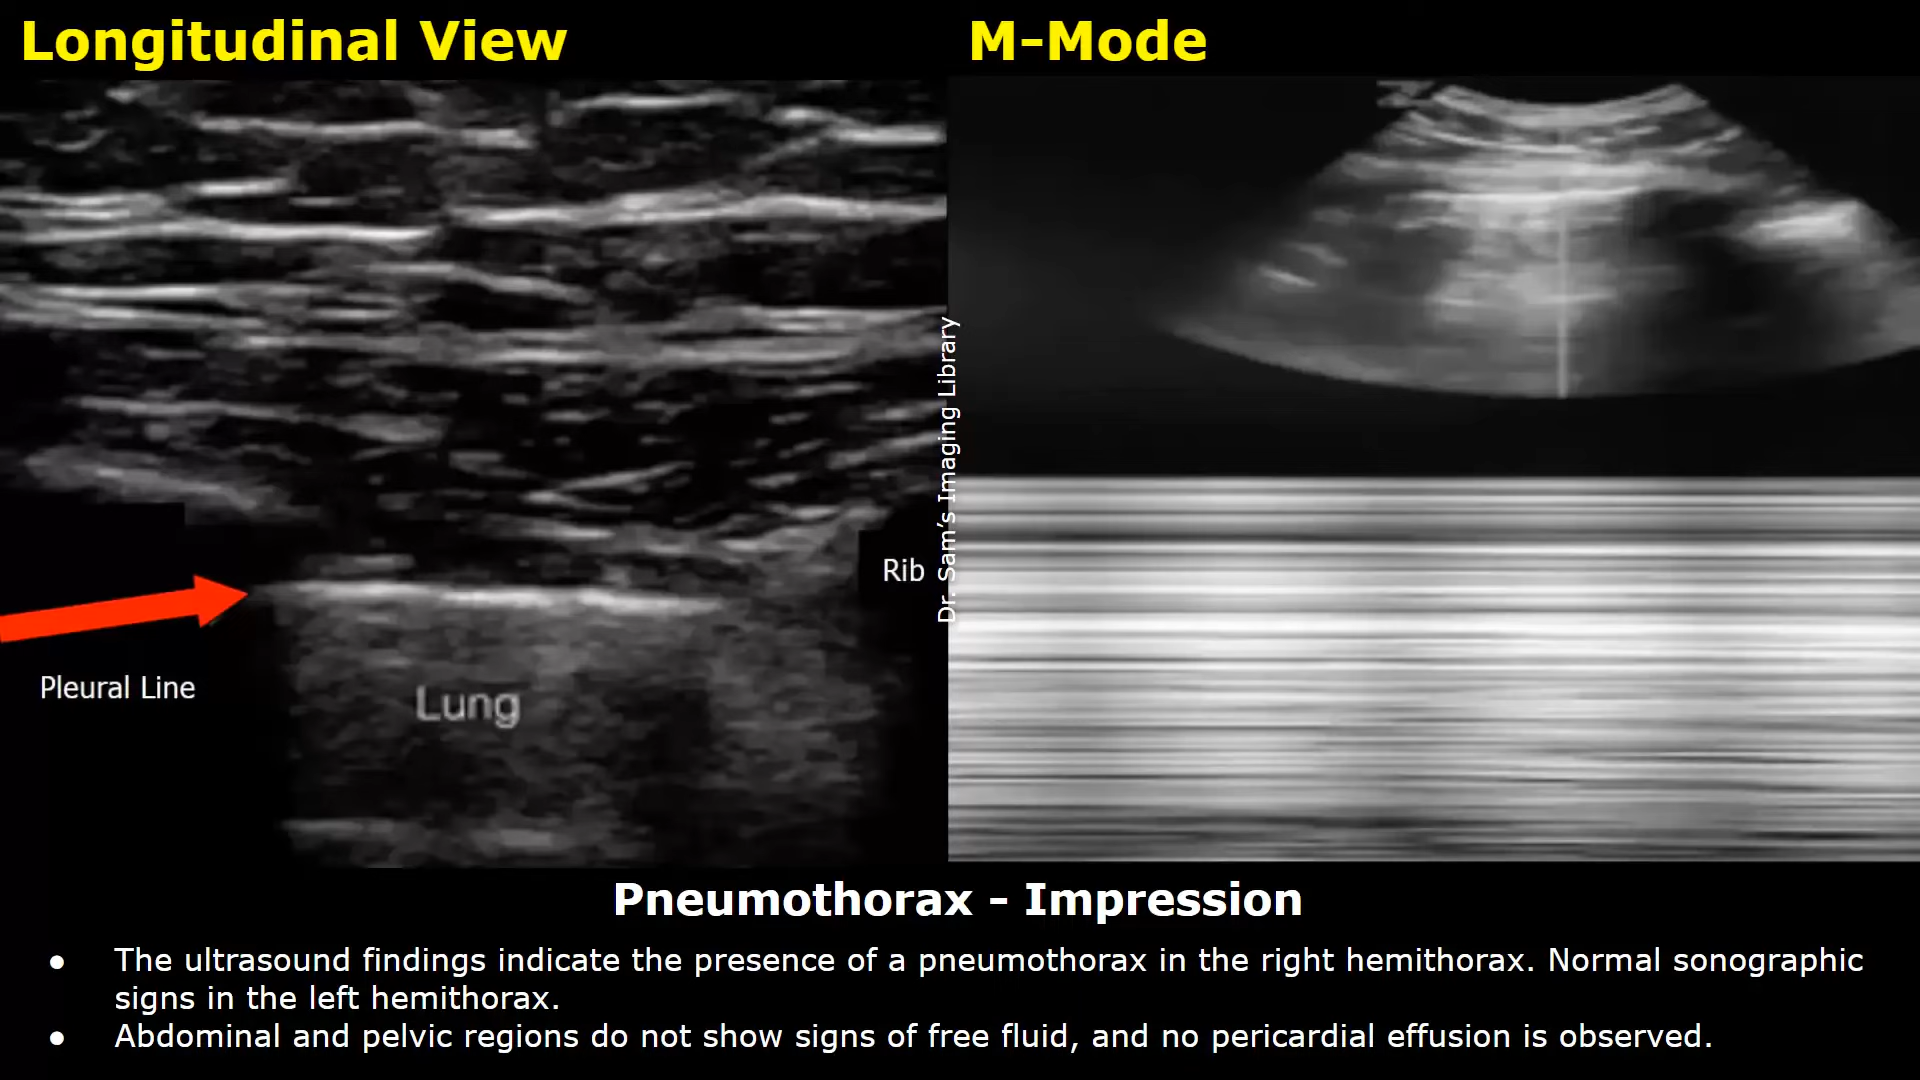 Longitudinal View
M–Mode
Dr. Sam's Imaging Library
Rib
Pleural Line
Lung
Pneumothorax – Impression
● The ultrasound findings indicate the presence of a pneumothorax in the right hemithorax. Normal sonographic
signs in the left hemithorax.
● Abdominal and pelvic regions do not show signs of free fluid, and no pericardial effusion is observed.